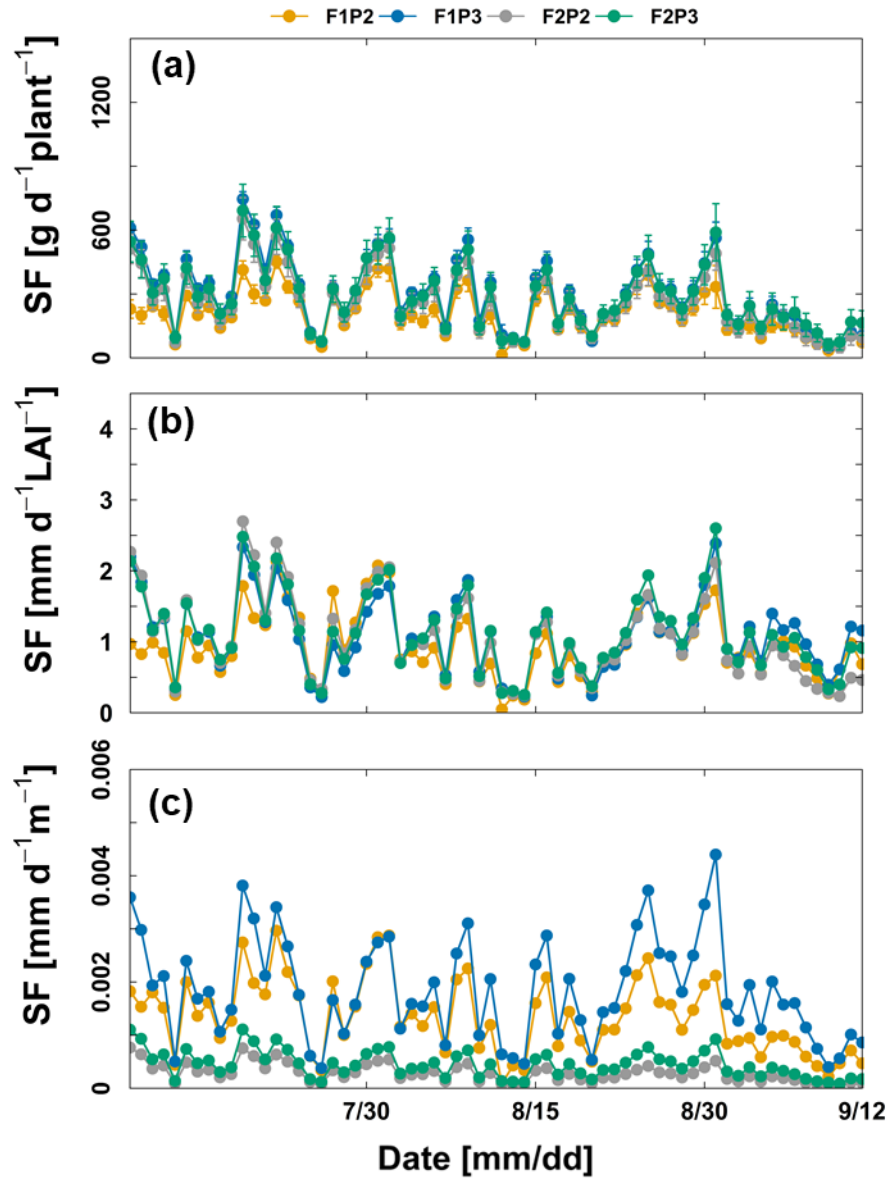 F1P2 F1P3 F2P2 F2P3
(a)
SF [g d⁻¹plant⁻¹]
1200
600
0
(b)
SF [mm d⁻¹LAI⁻¹]
4
3
2
1
0
(c)
SF [mm d⁻¹m⁻¹]
0.006
0.004
0.002
0
7/30 8/15 8/30 9/12
Date [mm/dd]